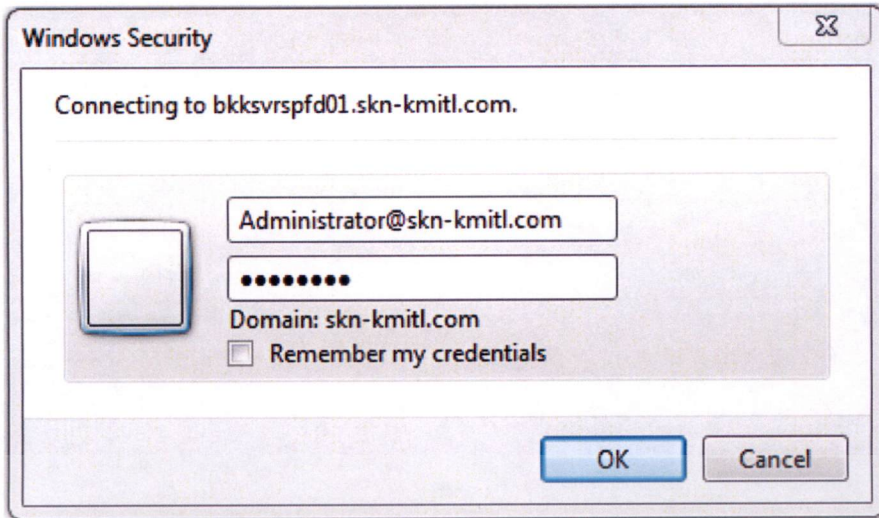 Windows Security
Connecting to bkksvrspfd01.skn-kmitl.com.
Administrator@skn-kmitl.com
••••••••
Domain: skn-kmitl.com
Remember my credentials
OK
Cancel